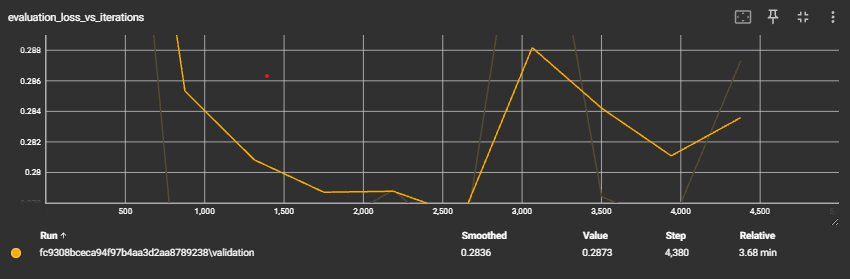 evaluation_loss_vs_iterations
0.288
0.286
0.284
0.282
0.28
500 1,000 1,500 2,000 2,500 3,000 3,500 4,000 4,500
Run ↑ Smoothed Value Step Relative
fc9308bceca94f97b4aa3d2aa8789238\validation 0.2836 0.2873 4,380 3.68 min